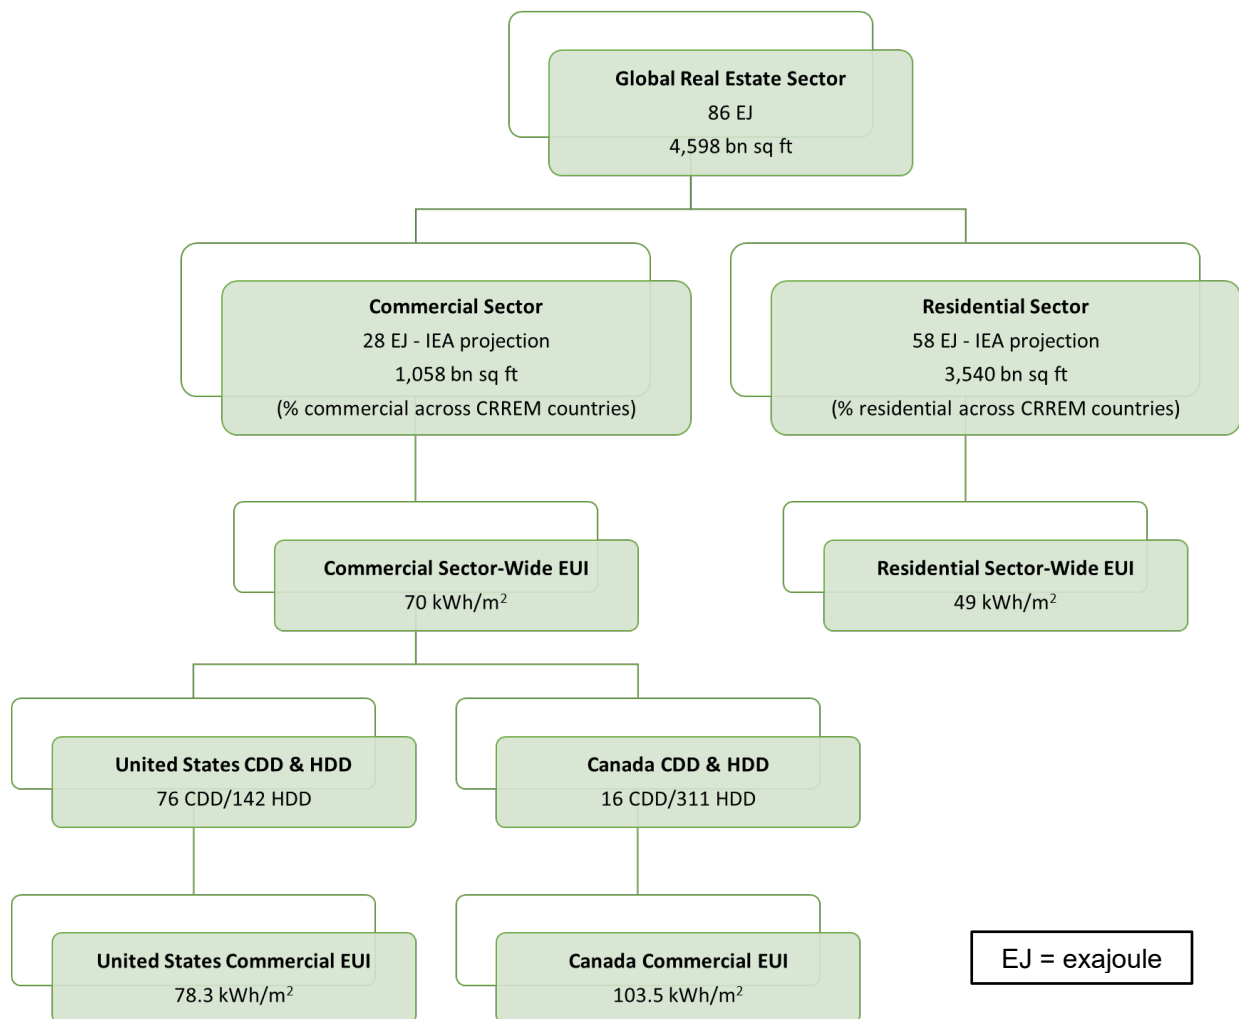 Global Real Estate Sector
86 EJ
4,598 bn sq ft
Commercial Sector
28 EJ - IEA projection
1,058 bn sq ft
(% commercial across CRREM countries)
Residential Sector
58 EJ - IEA projection
3,540 bn sq ft
(% residential across CRREM countries)
Commercial Sector-Wide EUI
70 kWh/m²
Residential Sector-Wide EUI
49 kWh/m²
United States CDD & HDD
76 CDD/142 HDD
Canada CDD & HDD
16 CDD/311 HDD
United States Commercial EUI
78.3 kWh/m²
Canada Commercial EUI
103.5 kWh/m²
EJ = exajoule